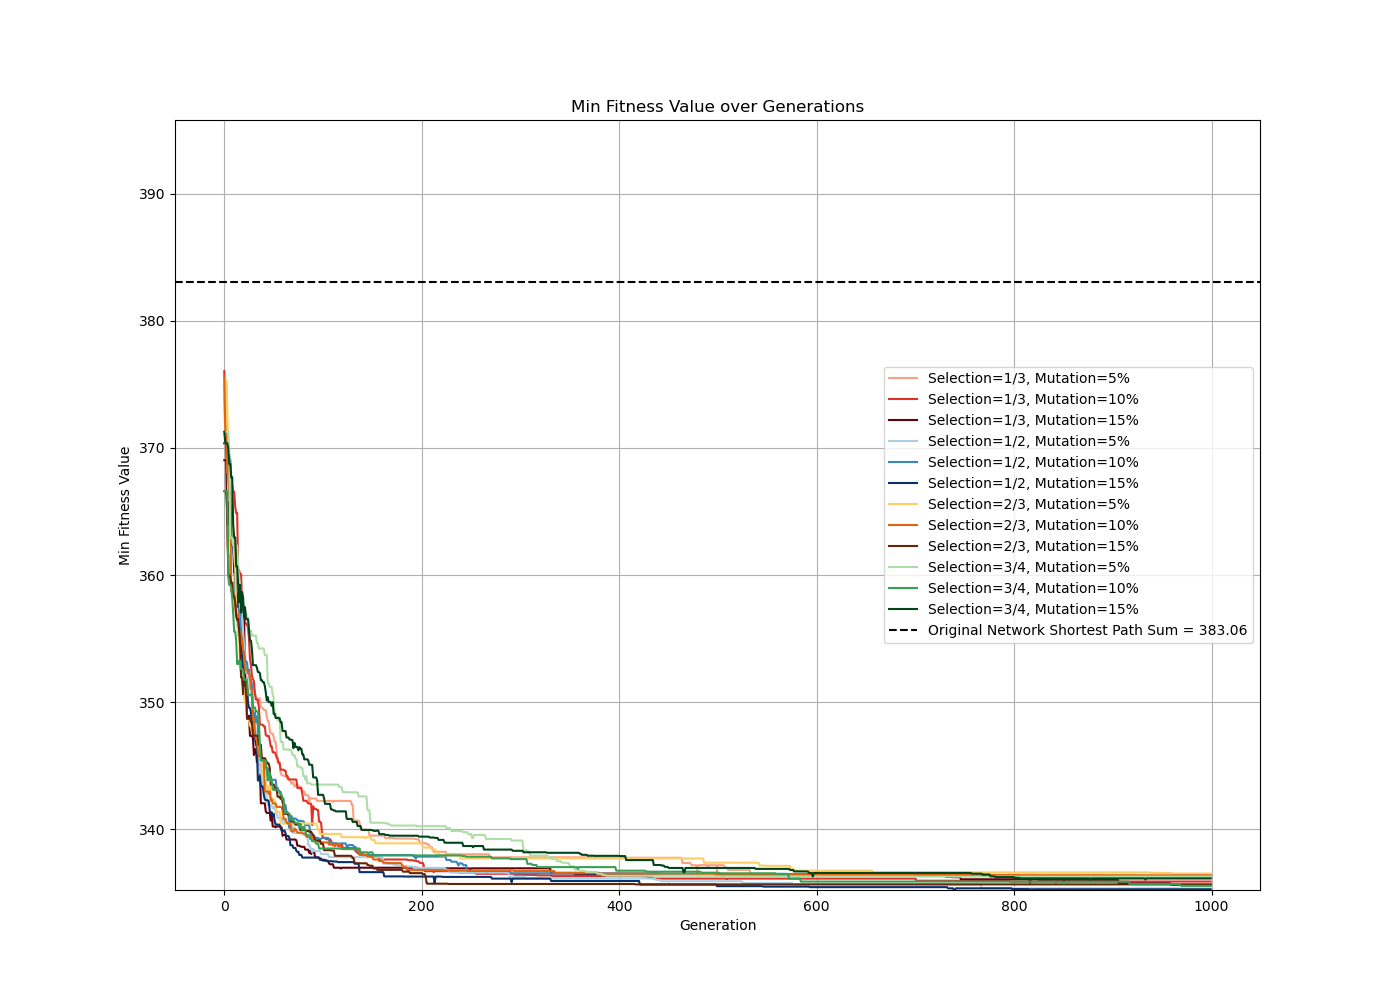 Min Fitness Value over Generations
390
380
370
360
350
340
Min Fitness Value
Selection=1/3, Mutation=5%
Selection=1/3, Mutation=10%
Selection=1/3, Mutation=15%
Selection=1/2, Mutation=5%
Selection=1/2, Mutation=10%
Selection=1/2, Mutation=15%
Selection=2/3, Mutation=5%
Selection=2/3, Mutation=10%
Selection=2/3, Mutation=15%
Selection=3/4, Mutation=5%
Selection=3/4, Mutation=10%
Selection=3/4, Mutation=15%
Original Network Shortest Path Sum = 383.06
0 200 400 600 800 1000
Generation